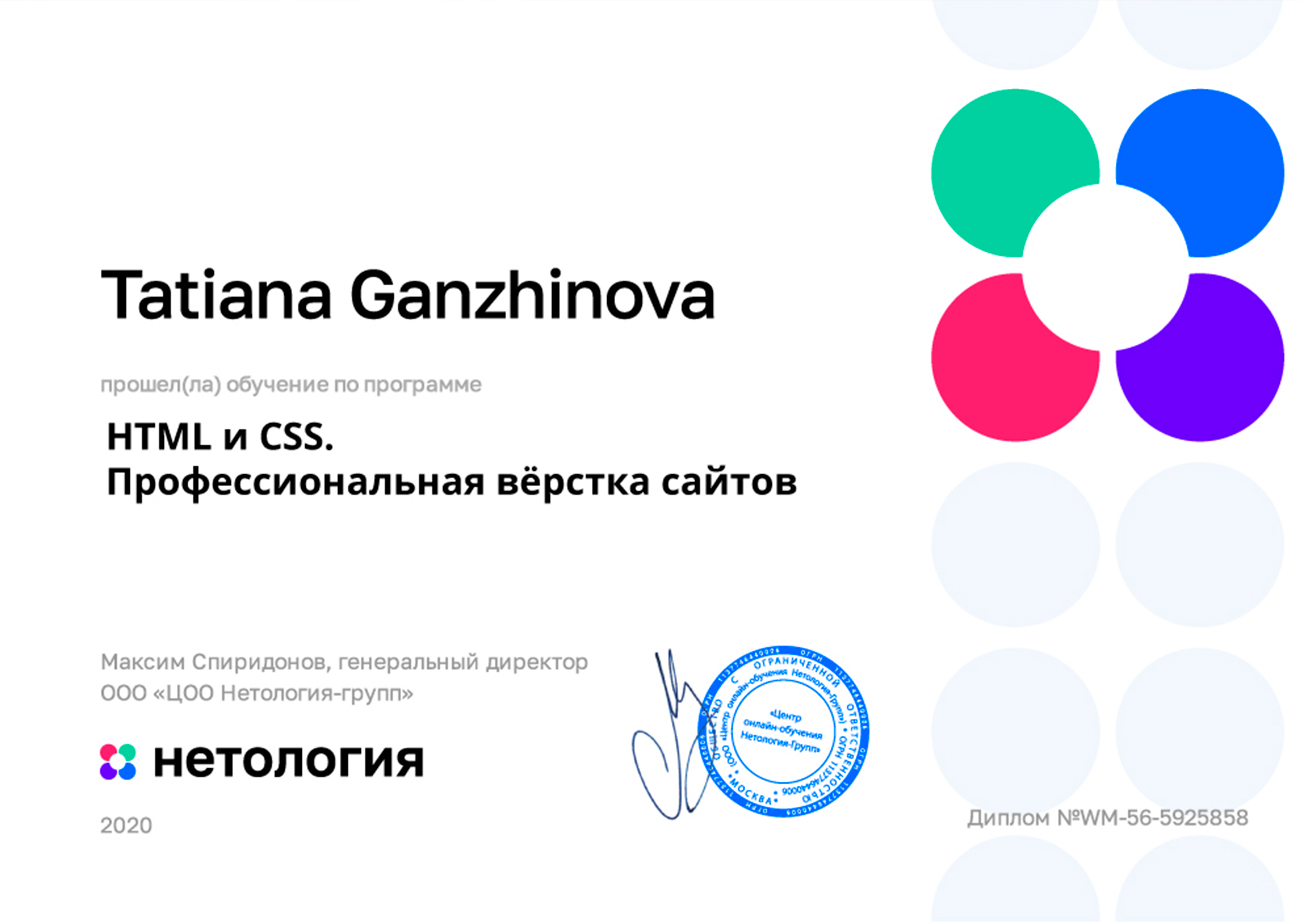 Tatiana Ganzhinova
прошел(ла) обучение по программе
HTML и CSS.
Профессиональная вёрстка сайтов
Максим Спиридонов, генеральный директор
ООО «ЦОО Нетология-групп»
нетология
2020
ОБЩЕСТВО С ОГРАНИЧЕННОЙ ОТВЕТСТВЕННОСТЬЮ
*МОСКВА*
(ООО) «Центр онлайн-обучения Нетология-Групп»
«Центр
онлайн-обучения
Нетология-Групп»
Диплом №WM-56-5925858